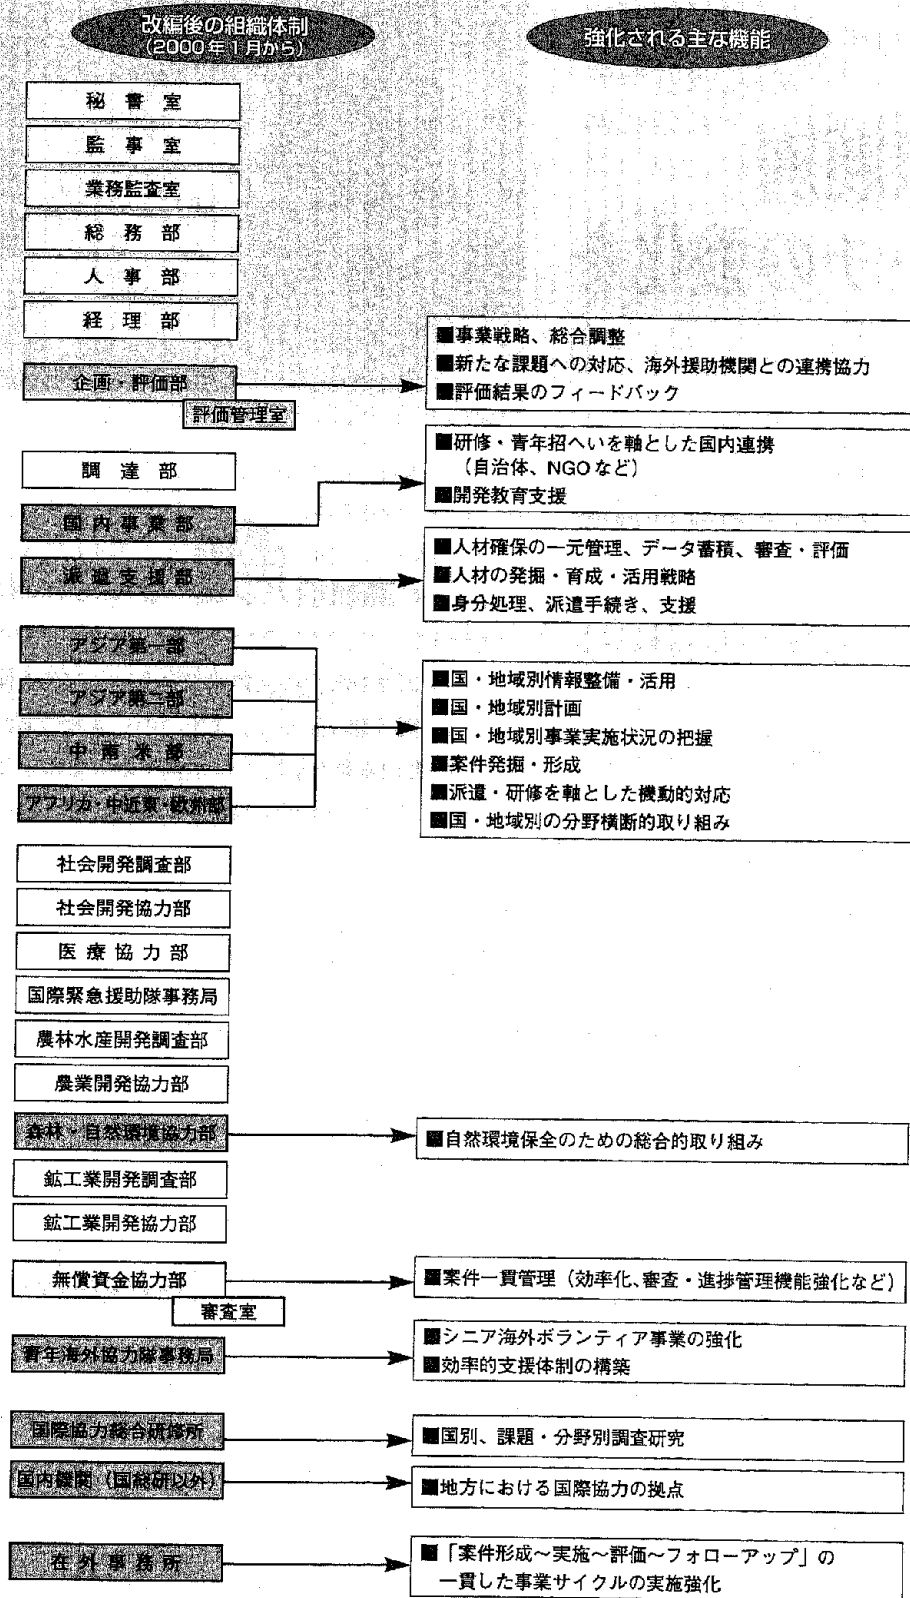 改編後の組織体制
(2000年1月から)
強化される主な機能
秘書室
監事室
業務監査室
総務部
人事部
経理部
企画・評価部
評価管理室
■事業戦略、総合調整
■新たな課題への対応、海外援助機関との連携協力
■評価結果のフィードバック
調達部
国内事業部
■研修・青年招へいを軸とした国内連携
（自治体、NGOなど）
■開発教育支援
派遣支援部
■人材確保の一元管理、データ蓄積、審査・評価
■人材の発掘・育成・活用戦略
■身分処理、派遣手続き、支援
アジア第一部
アジア第二部
中南米部
アフリカ・中近東・欧州部
■国・地域別情報整備・活用
■国・地域別計画
■国・地域別事業実施状況の把握
■案件発掘・形成
■派遣・研修を軸とした機動的対応
■国・地域別の分野横断的取り組み
社会開発調査部
社会開発協力部
医療協力部
国際緊急援助隊事務局
農林水産開発調査部
農業開発協力部
森林・自然環境協力部
■自然環境保全のための総合的取り組み
鉱工業開発調査部
鉱工業開発協力部
無償資金協力部
審査室
■案件一貫管理（効率化、審査・進捗管理機能強化など）
青年海外協力隊事務局
■シニア海外ボランティア事業の強化
■効率的支援体制の構築
国際協力総合研修所
■国別、課題・分野別調査研究
国内機関（国総研以外）
■地方における国際協力の拠点
在外事務所
■「案件形成～実施～評価～フォローアップ」の
一貫した事業サイクルの実施強化